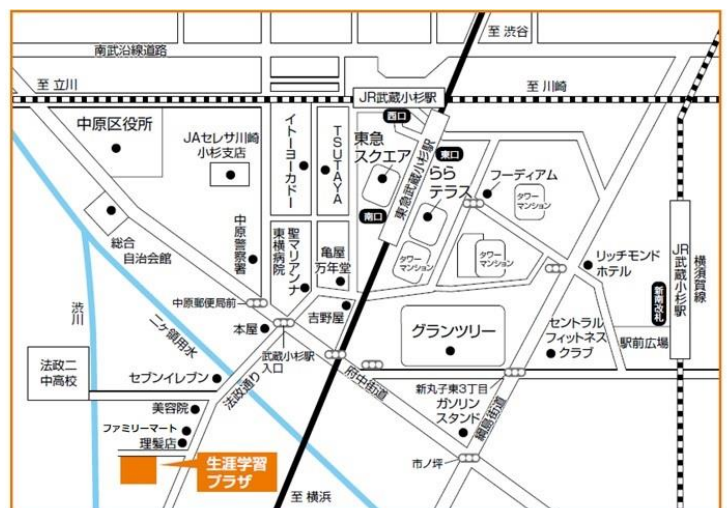 至 渋谷
南武沿線道路
至 立川
至 川崎
JR武蔵小杉駅
中原区役所
JAセレサ川崎
小杉支店
イトーヨーカドー
TSUTAYA
西口
東急
スクエア
東急武蔵小杉駅
東口
らら
テラス
フーディアム
タワー
マンション
南口
総合
自治会館
中原警察署
聖マリアンナ
東横病院
亀屋
万年堂
タワー
マンション
タワー
マンション
リッチモンド
ホテル
JR武蔵小杉駅
横須賀線
新南改札
渋川
二ヶ領用水
中原郵便局前
本屋
吉野屋
グランツリー
セントラル
フィットネス
クラブ
駅前広場
武蔵小杉駅
入口
法政二
中高校
セブンイレブン
法政通り
府中街道
新丸子東3丁目
ガソリン
スタンド
綱島街道
美容院
ファミリーマート
理髪店
市ノ坪
生涯学習
プラザ
至 横浜